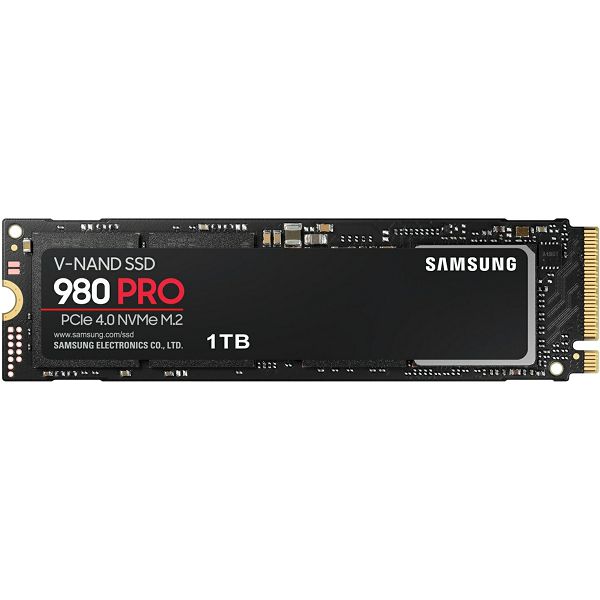 V-NAND SSD
980 PRO
PCIe 4.0 NVMe M.2
www.samsung.com/ssd
SAMSUNG ELECTRONICS CO., LTD.
1TB
SAMSUNG